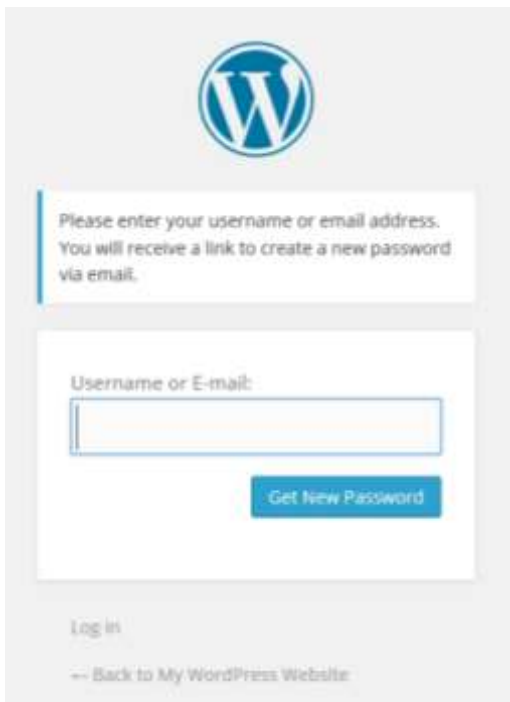 Please enter your username or email address.
You will receive a link to create a new password
via email.
Username or E-mail:
Get New Password
Log in
← Back to My WordPress Website